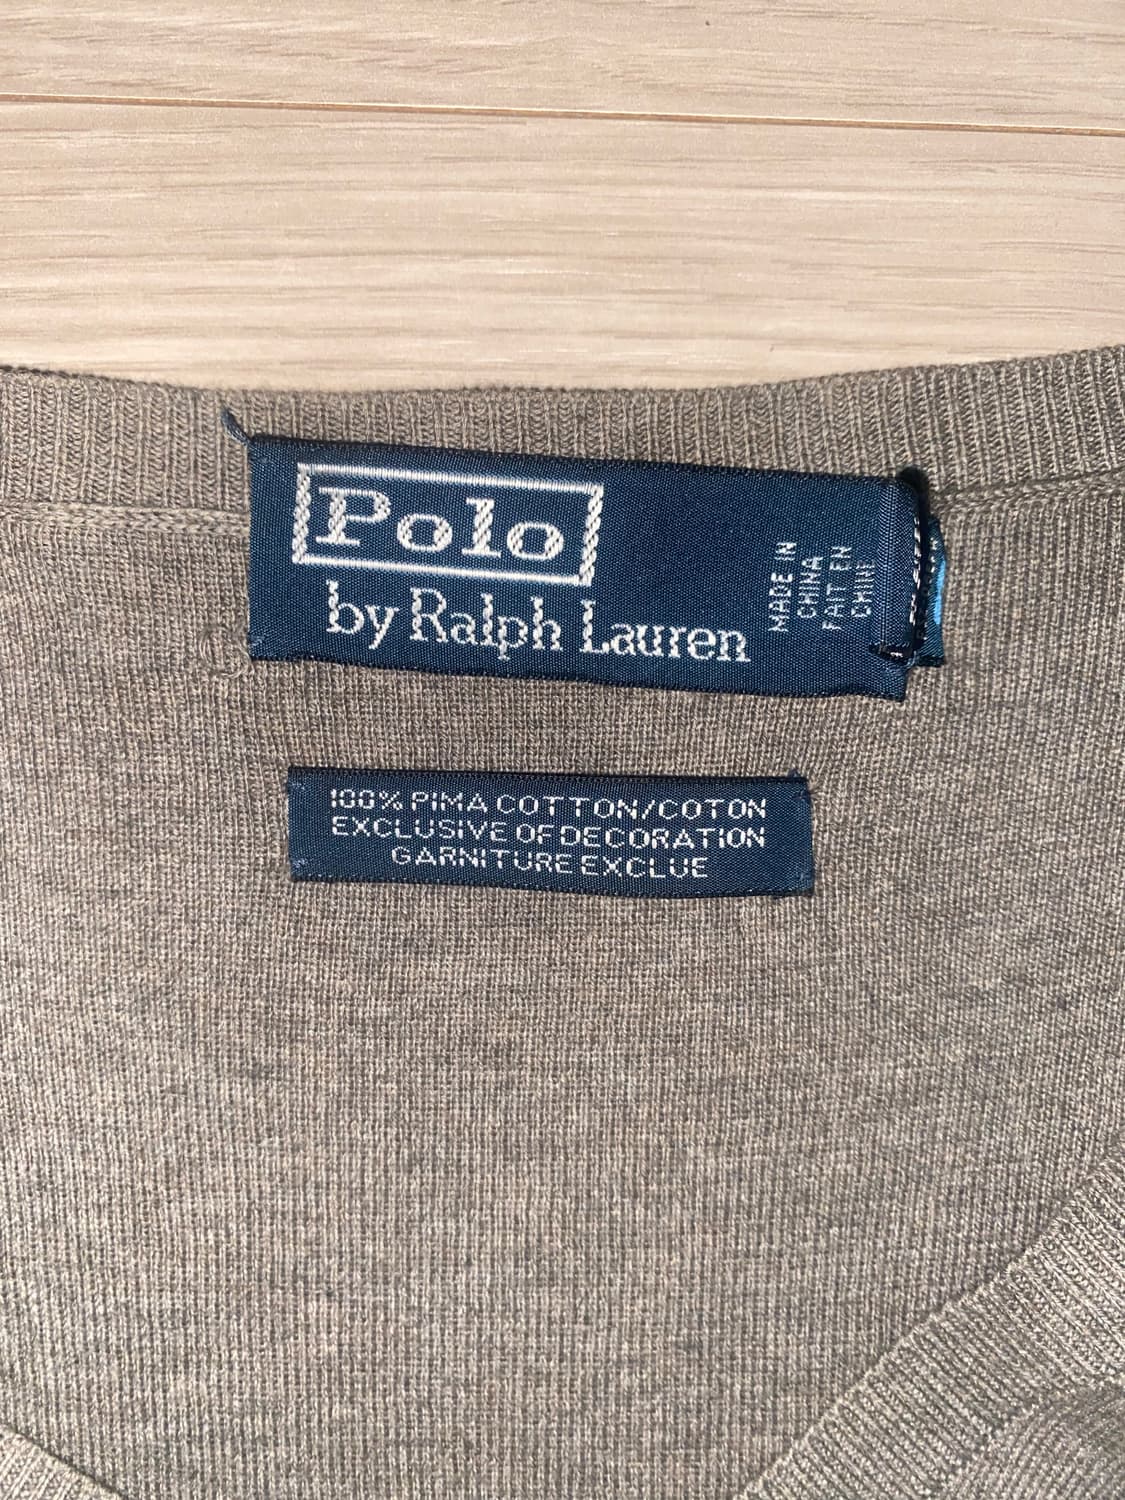 Polo
by Ralph Lauren
MADE IN
CHINA
FAIT EN
CHINE
100% PIMA COTTON/COTON
EXCLUSIVE OF DECORATION
GARNITURE EXCLUE